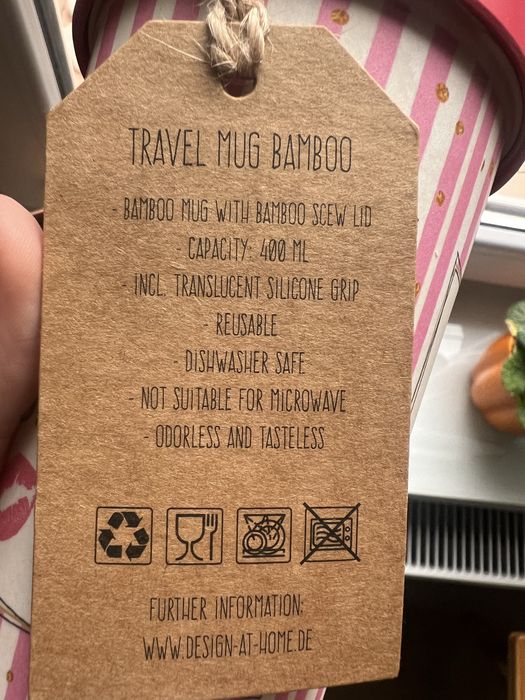 TRAVEL MUG BAMBOO
- BAMBOO MUG WITH BAMBOO SCEW LID
- CAPACITY: 400 ML
- INCL. TRANSLUCENT SILICONE GRIP
- REUSABLE
- DISHWASHER SAFE
- NOT SUITABLE FOR MICROWAVE
- ODORLESS AND TASTELESS
FURTHER INFORMATION:
WWW.DESIGN-AT-HOME.DE